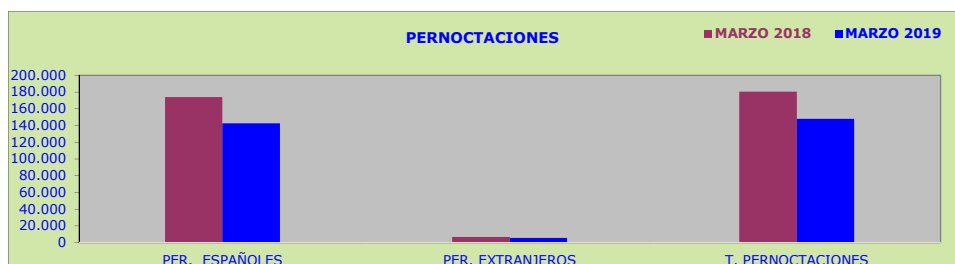 PERNOCTACIONES
MARZO 2018
MARZO 2019
200.000
180.000
160.000
140.000
120.000
100.000
80.000
60.000
40.000
20.000
0
PER. ESPAÑOLES
PER. EXTRANJEROS
T. PERNOCTACIONES